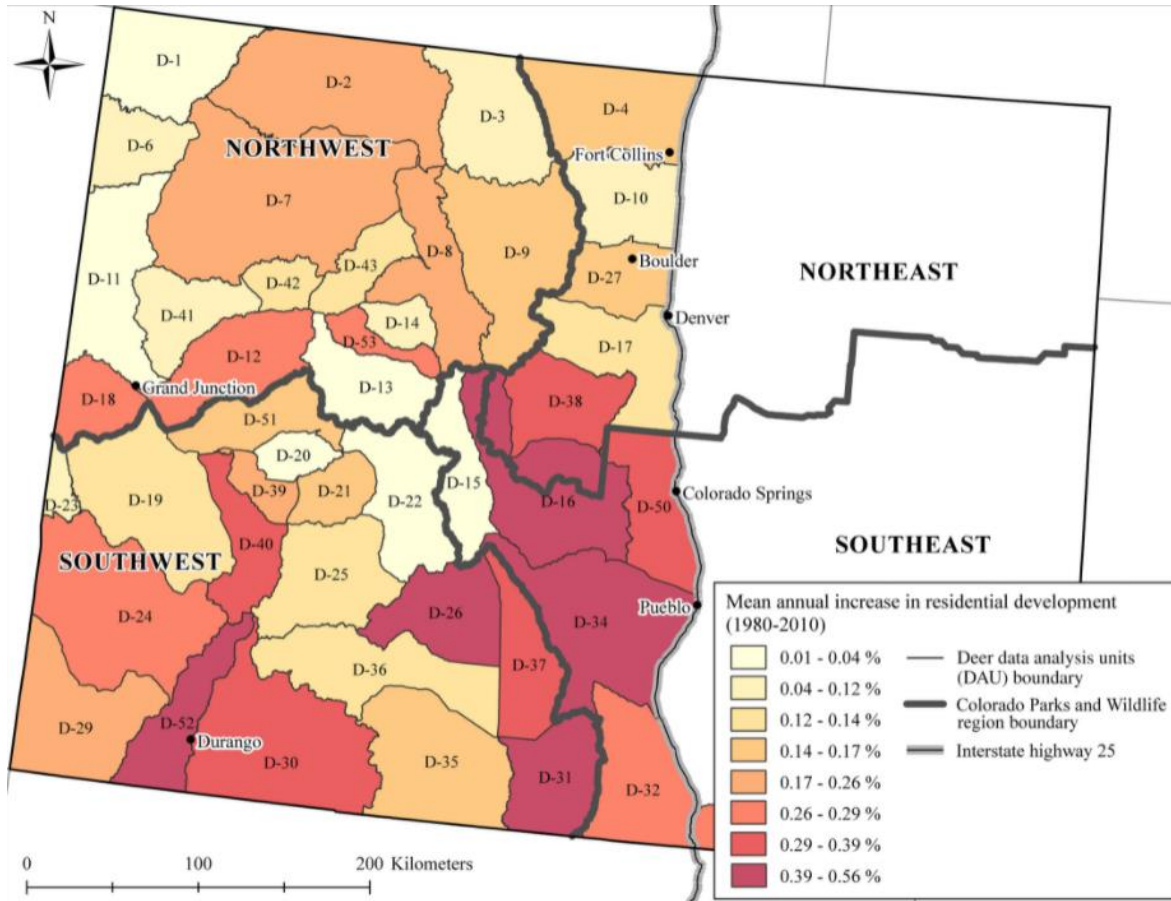 N
D-1
D-2
D-3
D-4
D-6
NORTHWEST
Fort Collins
D-7
D-10
D-8
D-9
D-11
D-43
D-42
D-27
Boulder
NORTHEAST
D-41
D-14
Denver
D-53
D-12
D-17
D-13
Grand Junction
D-18
D-38
D-51
D-20
D-15
D-39
D-21
D-22
D-16
Colorado Springs
D-23
D-19
D-50
D-40
SOUTHWEST
SOUTHEAST
D-25
D-24
D-26
D-34
Pueblo
D-36
D-37
D-29
D-52
Durango
D-30
D-35
D-31
D-32
Mean annual increase in residential development
(1980-2010)
0.01 - 0.04 %
0.04 - 0.12 %
0.12 - 0.14 %
0.14 - 0.17 %
0.17 - 0.26 %
0.26 - 0.29 %
0.29 - 0.39 %
0.39 - 0.56 %
Deer data analysis units
(DAU) boundary
Colorado Parks and Wildlife
region boundary
Interstate highway 25
0 100 200 Kilometers